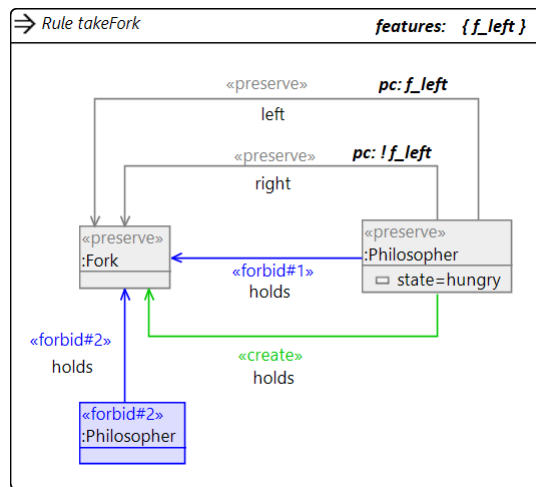 Rule takeFork
features: { f_left }
«preserve» pc: f_left
left
«preserve» pc: ! f_left
right
«preserve»
:Fork
«preserve»
:Philosopher
state=hungry
«forbid#1»
holds
«forbid#2»
holds
«create»
holds
«forbid#2»
:Philosopher